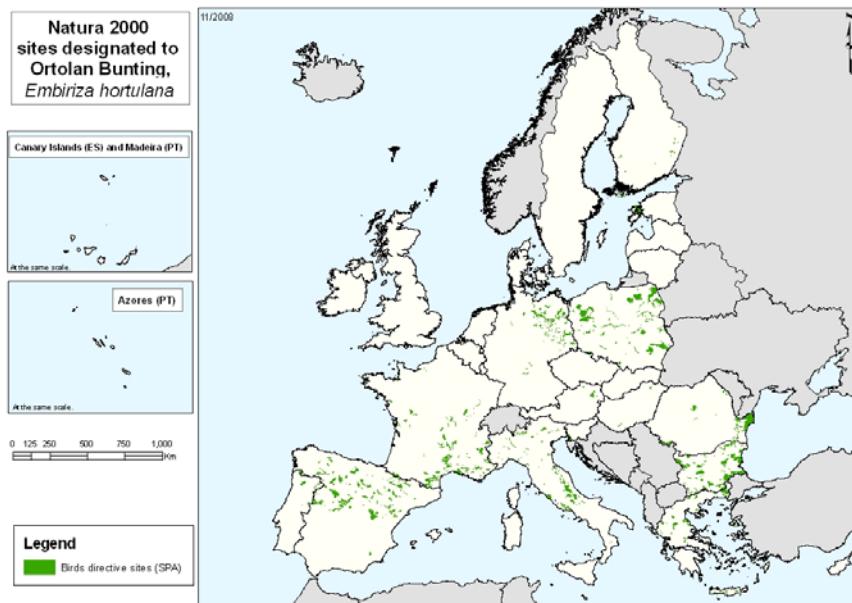 Natura 2000
sites designated to
Ortolan Bunting,
Embiriza hortulana
11/2008
Canary Islands (ES) and Madeira (PT)
At the same scale.
Azores (PT)
At the same scale.
0 125 250 500 750 1,000
Km
Legend
Birds directive sites (SPA)